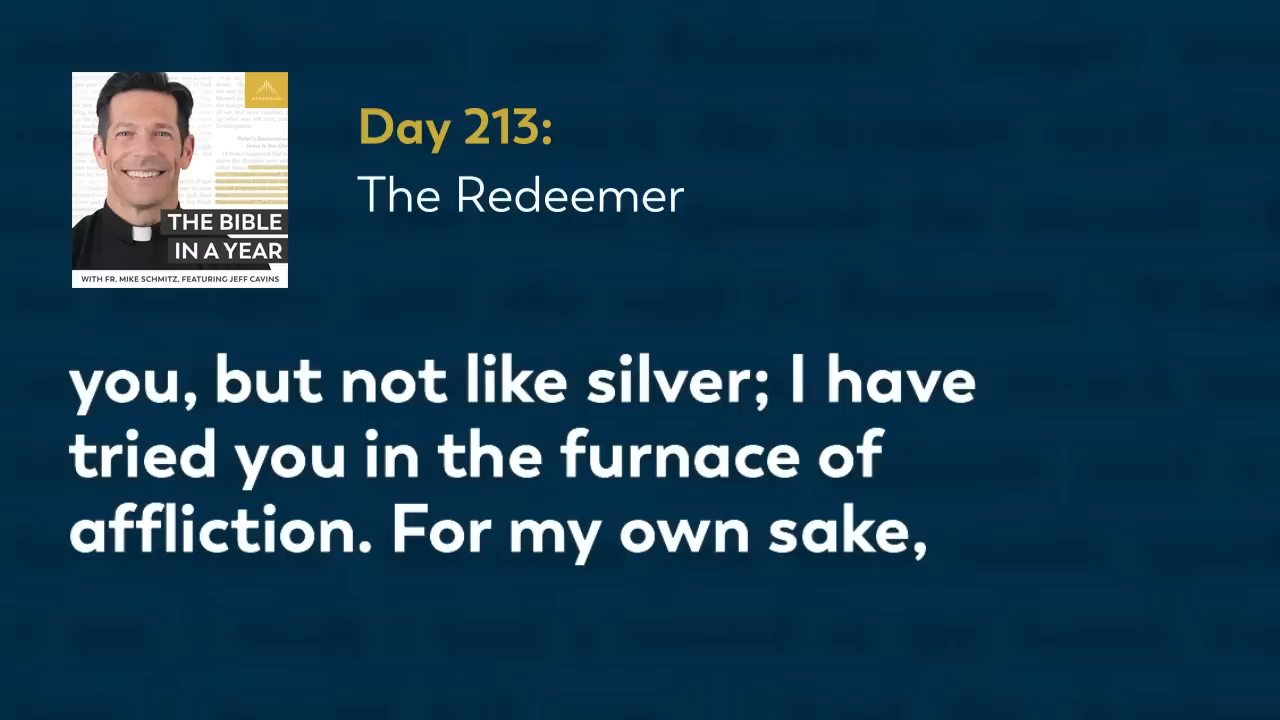 Day 213:
The Redeemer
THE BIBLE
IN A YEAR
WITH FR. MIKE SCHMITZ, FEATURING JEFF CAVINS
you, but not like silver; I have
tried you in the furnace of
affliction. For my own sake,